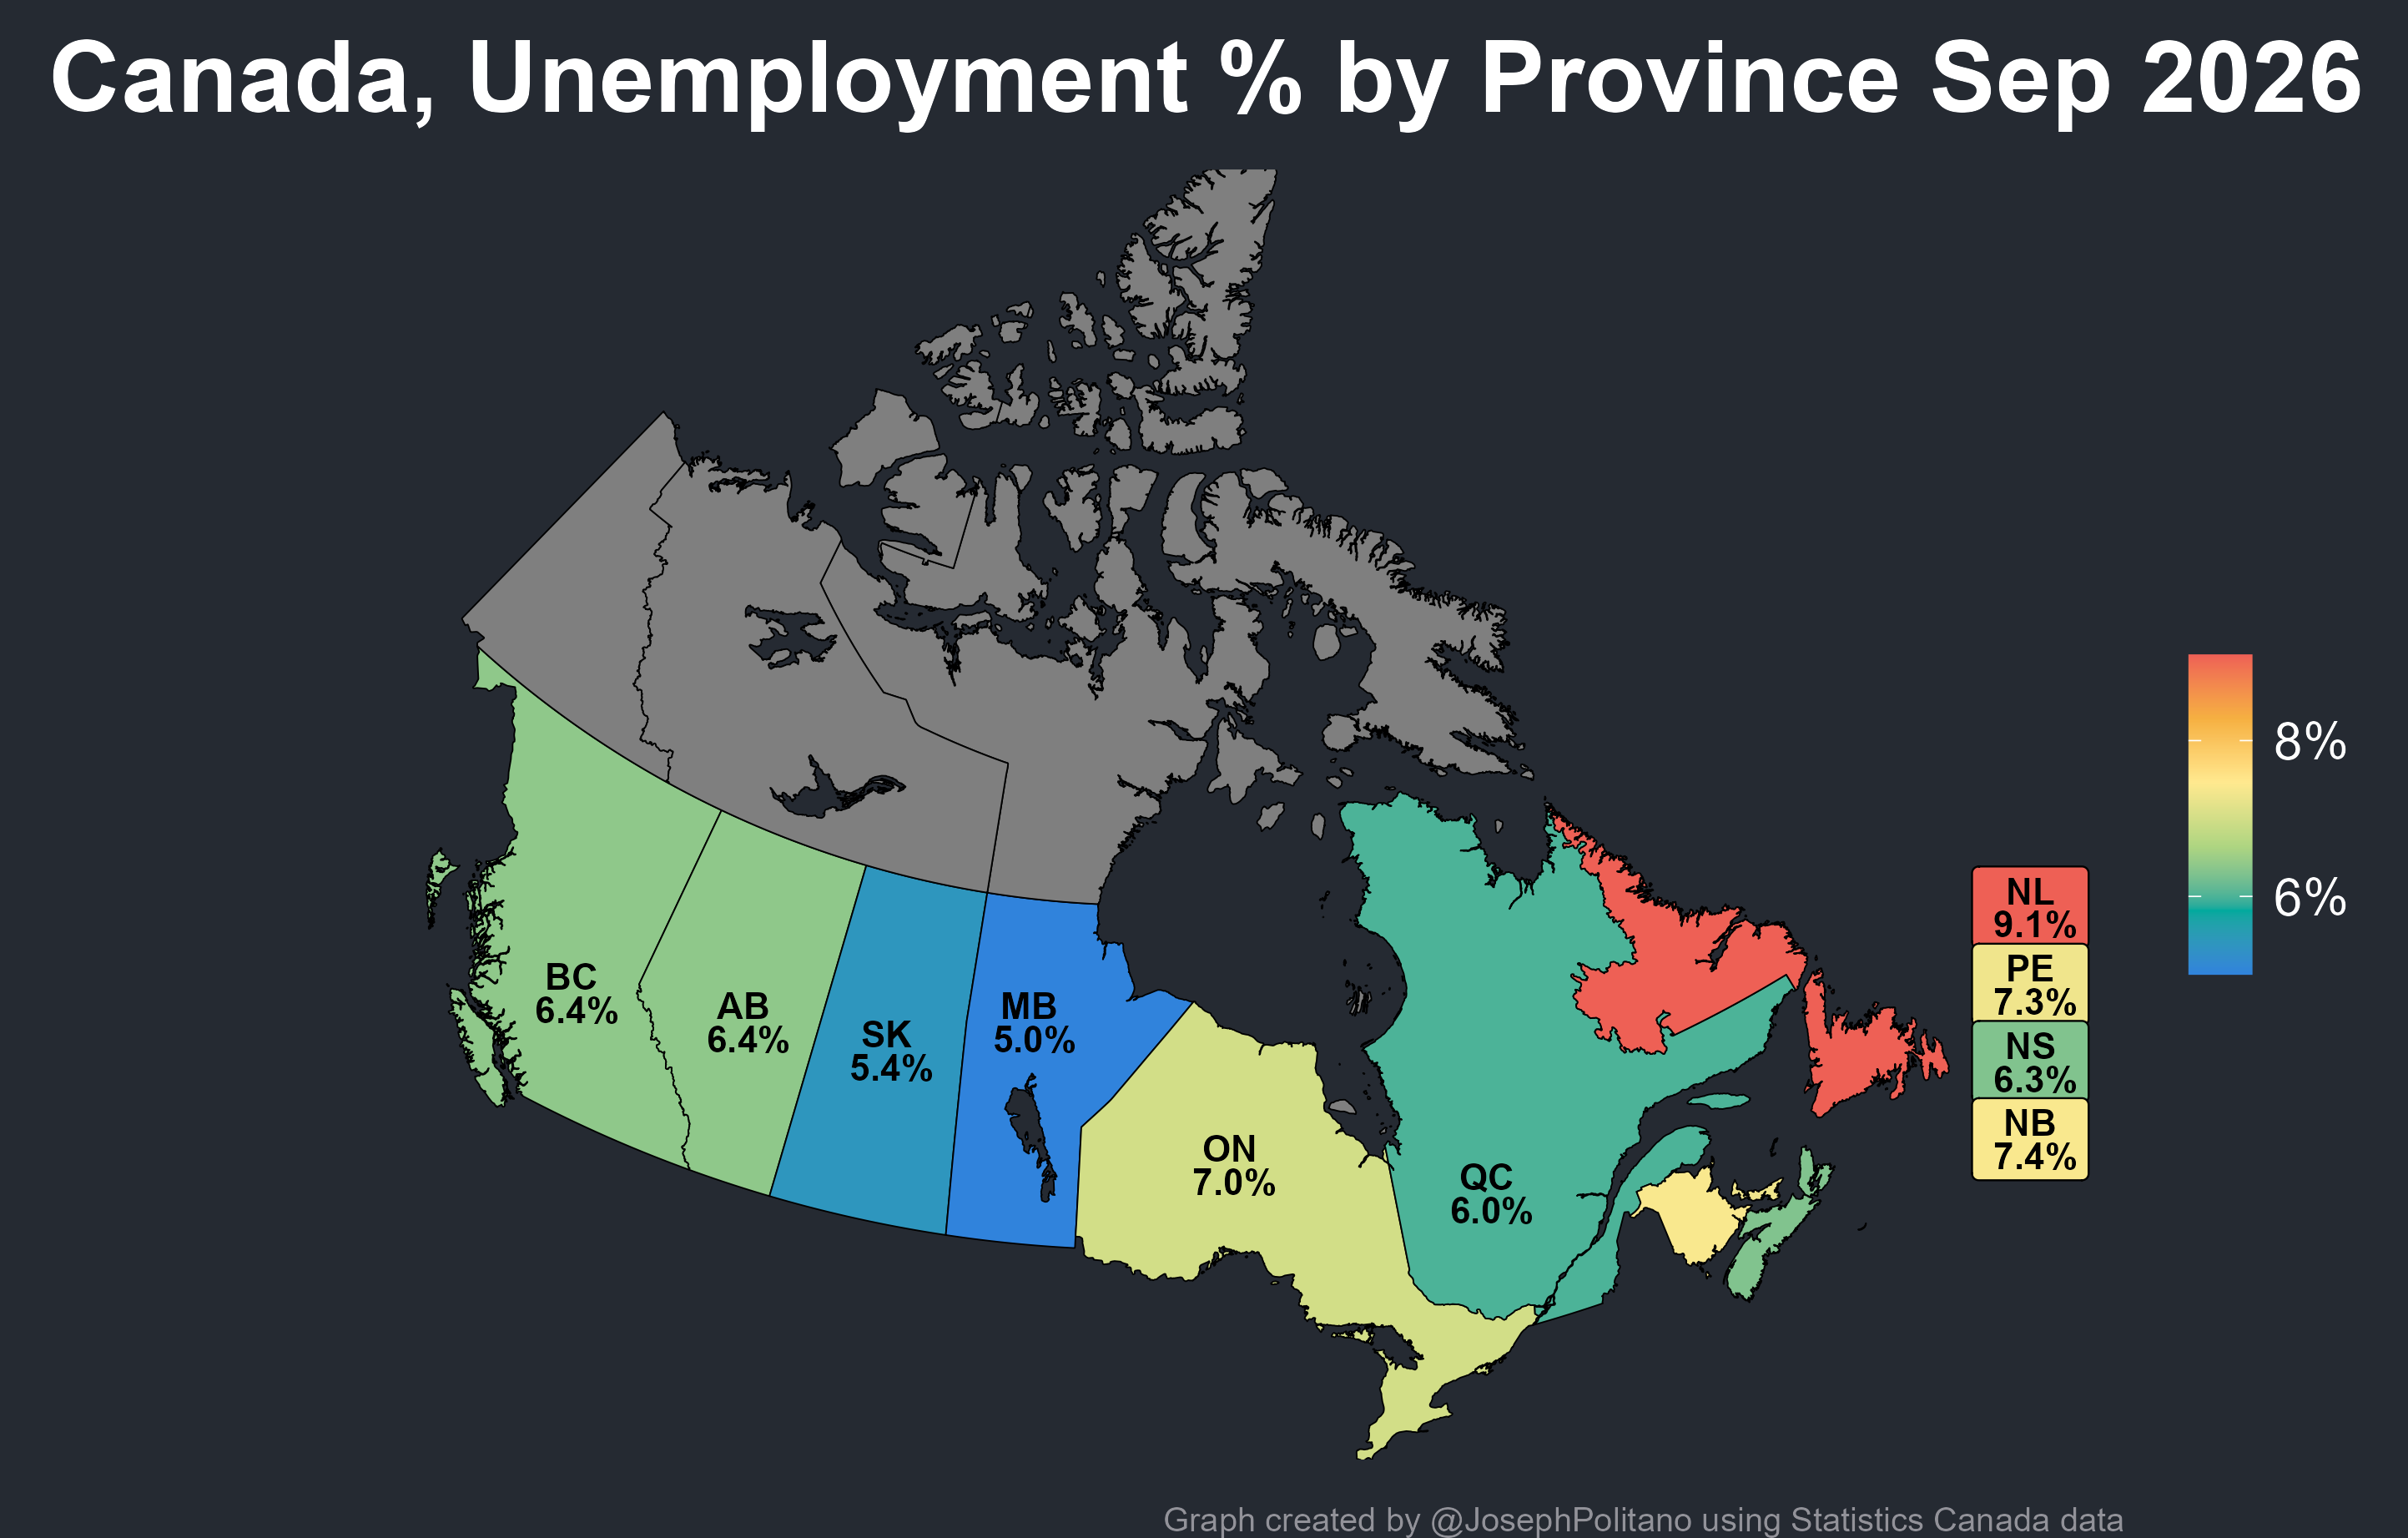 Canada, Unemployment % by Province Sep 2026
8%
6%
NL
9.1%
PE
7.3%
NS
6.3%
NB
7.4%
BC
6.4%
AB
6.4%
SK
5.4%
MB
5.0%
ON
7.0%
QC
6.0%
Graph created by @JosephPolitano using Statistics Canada data